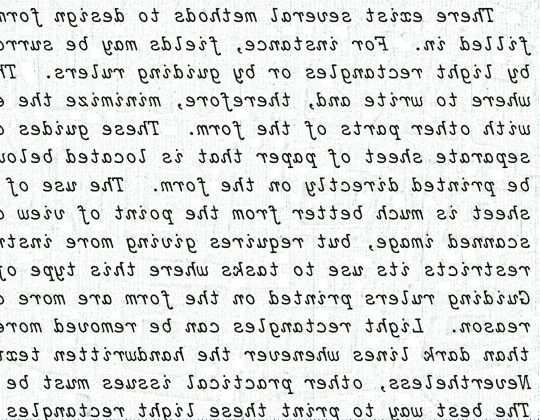 There exist several methods to design form
filled in. For instance, fields may be surro
by light rectangles or by guiding rulers. Th
where to write and, therefore, minimize the
with other parts of the form. These guides
separate sheet of paper that is located below
be printed directly on the form. The use of
sheet is much better from the point of view
scanned image, but requires giving more instr
restricts its use to tasks where this type of
Guiding rulers printed on the form are more
reason. Light rectangles can be removed more
than dark lines whenever the handwritten text
Nevertheless, other practical issues must be
The best way to print these light rectangles